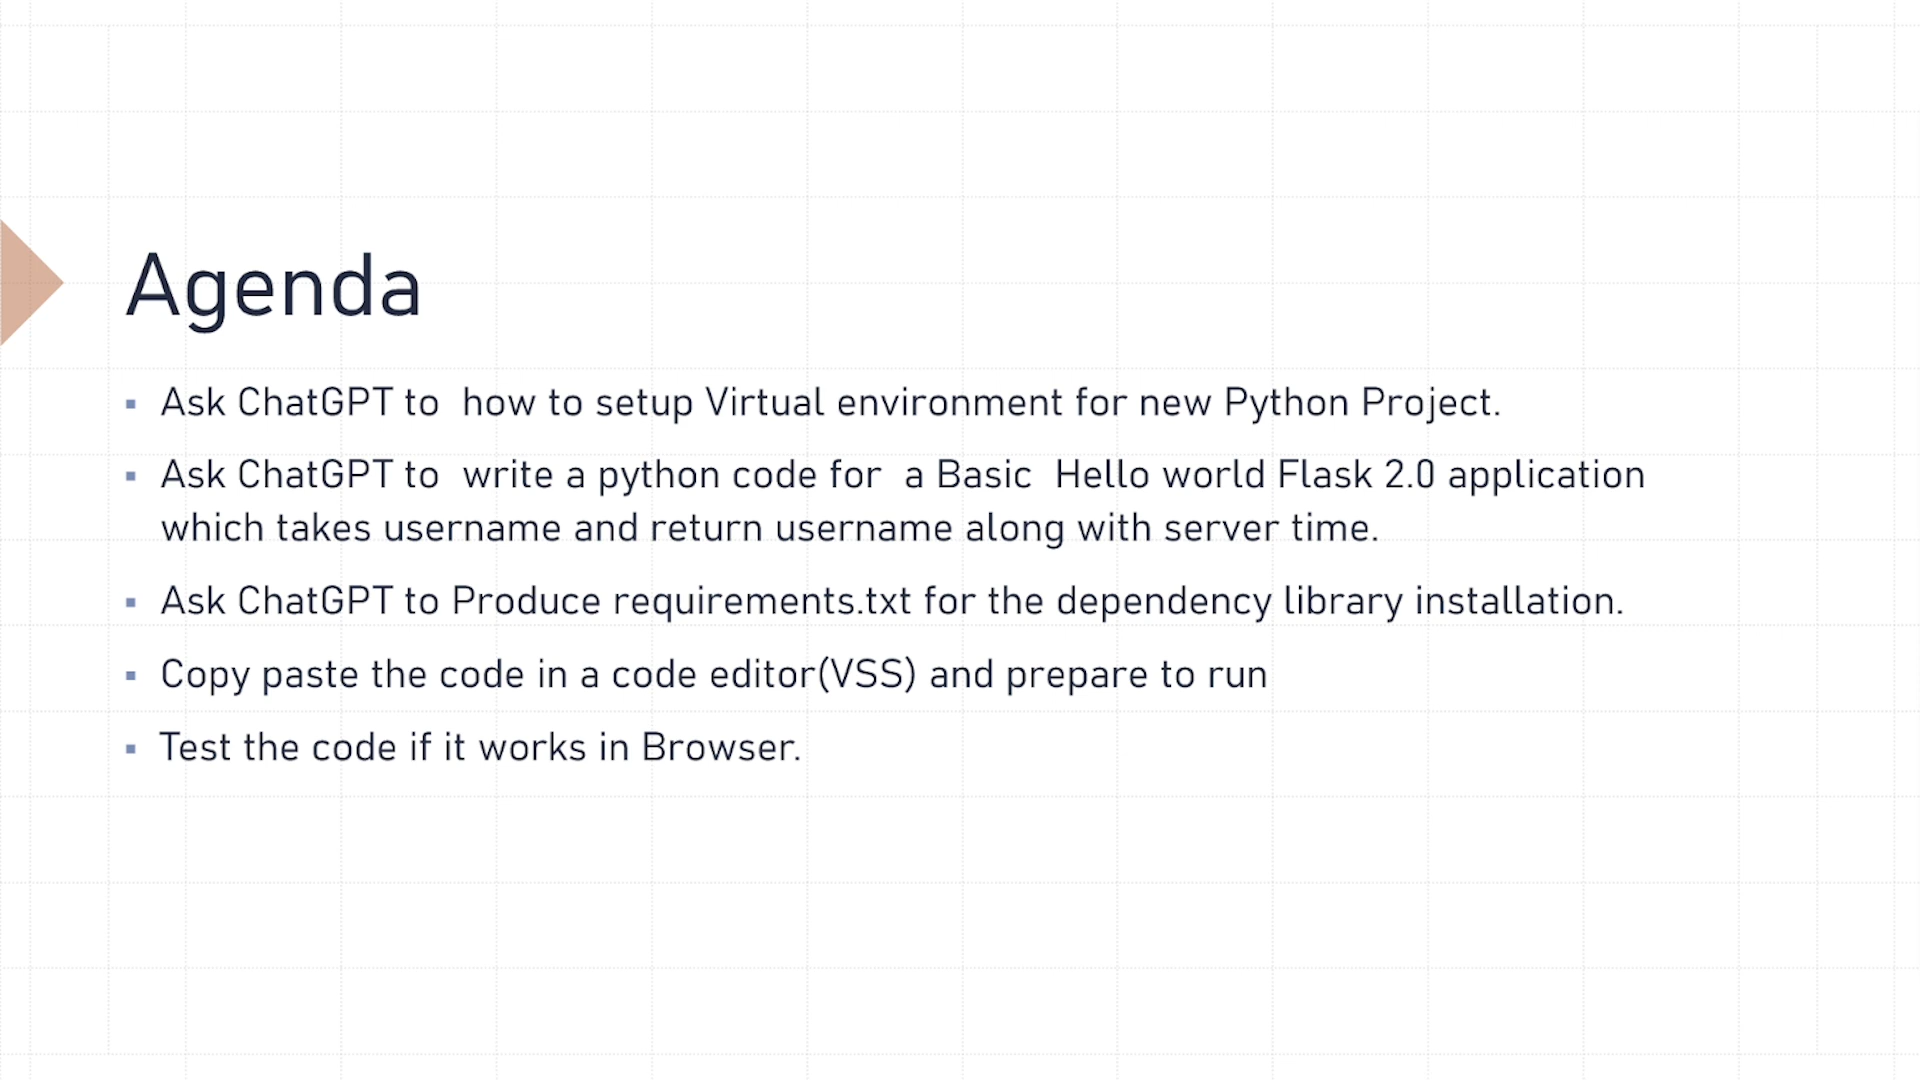 Agenda
▪ Ask ChatGPT to  how to setup Virtual environment for new Python Project.
▪ Ask ChatGPT to  write a python code for  a Basic  Hello world Flask 2.0 application
which takes username and return username along with server time.
▪ Ask ChatGPT to Produce requirements.txt for the dependency library installation.
▪ Copy paste the code in a code editor(VSS) and prepare to run
▪ Test the code if it works in Browser.